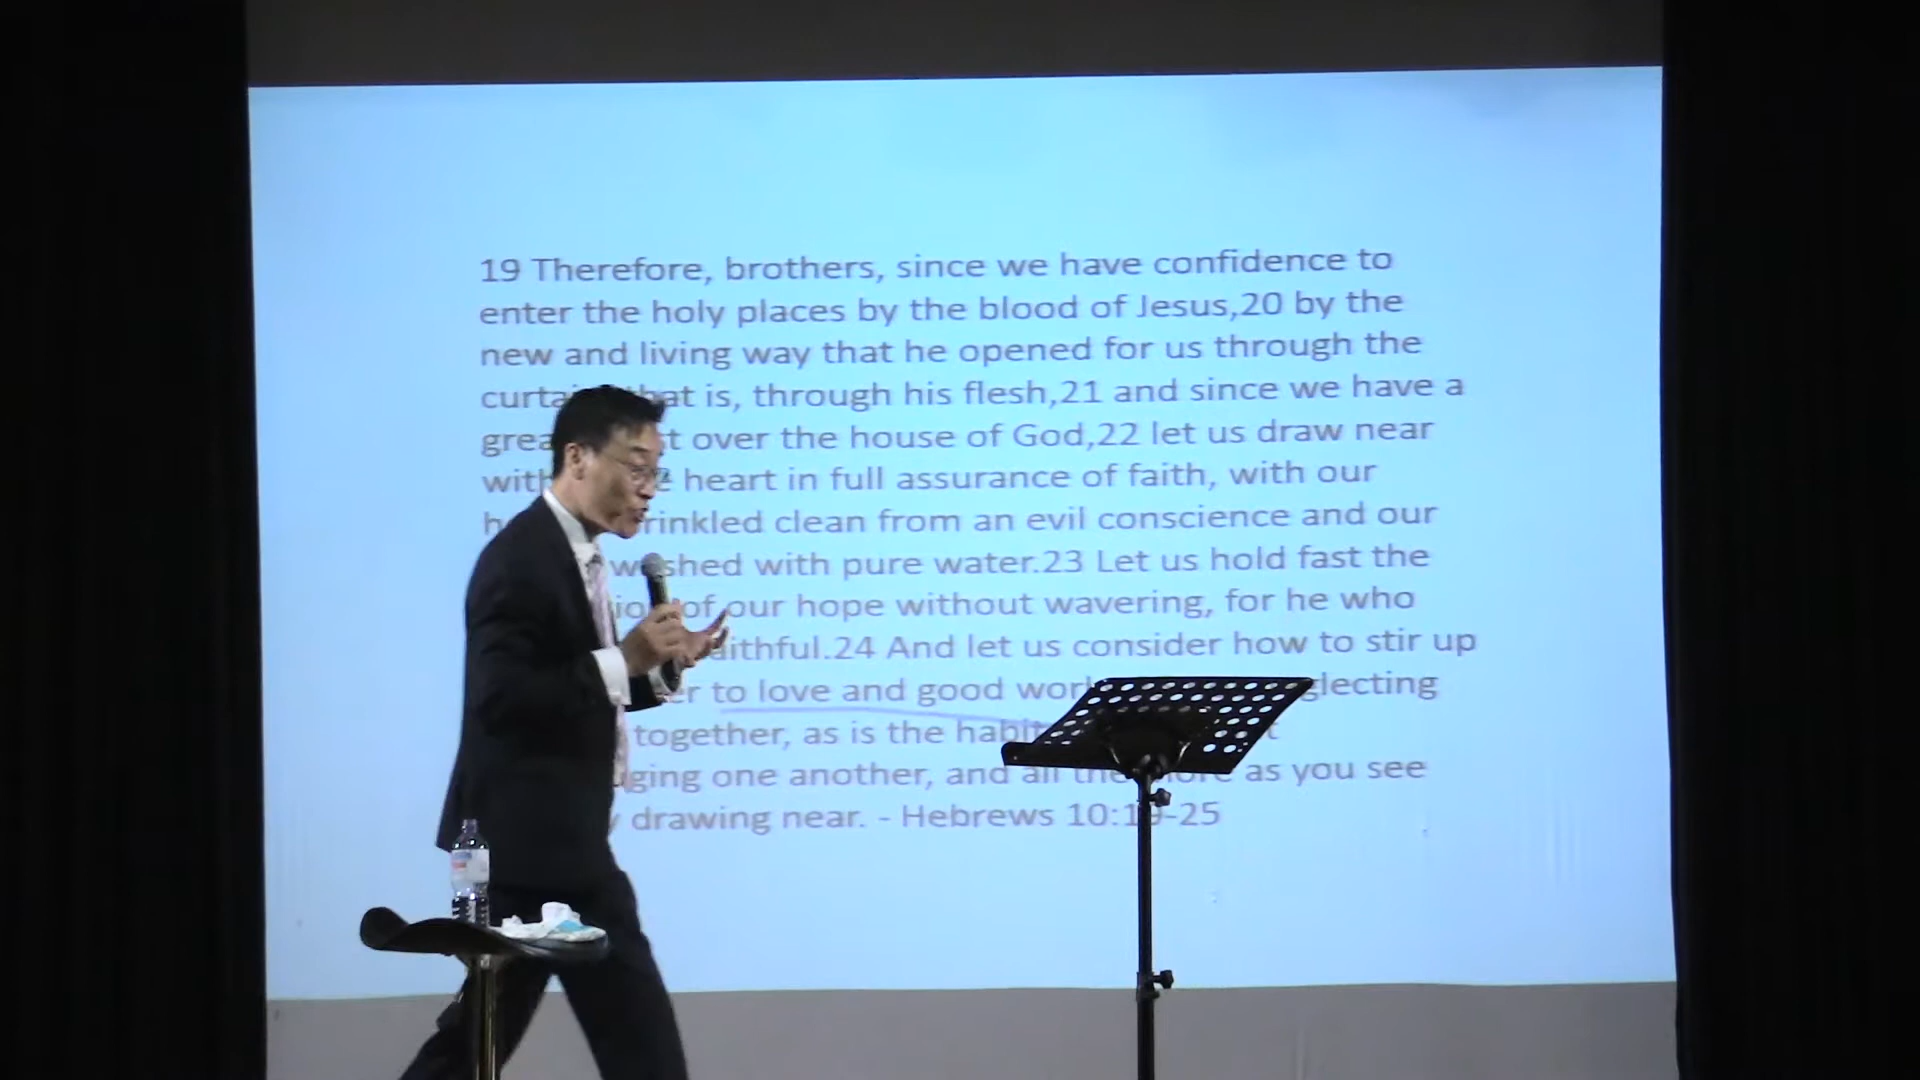 19 Therefore, brothers, since we have confidence to
enter the holy places by the blood of Jesus,20 by the
new and living way that he opened for us through the
that is, through his flesh,21 and since we have a
over the house of God,22 let us draw near
with heart in full assurance of faith, with our
clean from an evil conscience and our
washed with pure water.23 Let us hold fast the
of our hope without wavering, for he who
24 And let us consider how to stir up
to love and good
together, as is the habit
one another, and all the more as you see
drawing near. - Hebrews 10:19-25